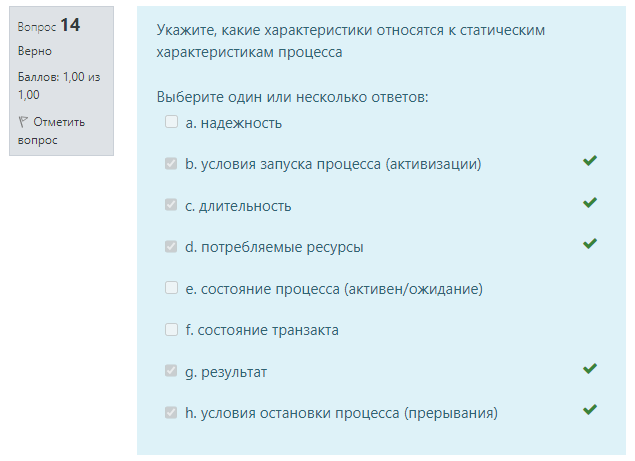 Вопрос 14
Верно
Баллов: 1,00 из
1,00
Отметить
вопрос
Укажите, какие характеристики относятся к статическим
характеристикам процесса
Выберите один или несколько ответов:
a. надежность
b. условия запуска процесса (активизации)
c. длительность
d. потребляемые ресурсы
e. состояние процесса (активен/ожидание)
f. состояние транзакта
g. результат
h. условия остановки процесса (прерывания)